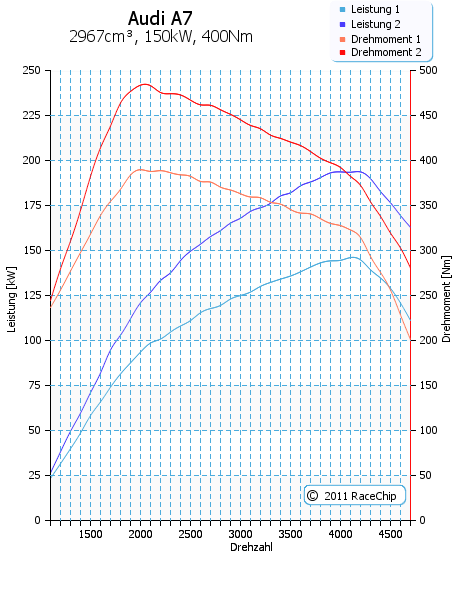 Audi A7
2967cm³, 150kW, 400Nm
Leistung 1
Leistung 2
Drehmoment 1
Drehmoment 2
250
225
200
175
150
125
100
75
50
25
0
Leistung [kW]
500
450
400
350
300
250
200
150
100
50
0
Drehmoment [Nm]
© 2011 RaceChip
1500 2000 2500 3000 3500 4000 4500
Drehzahl